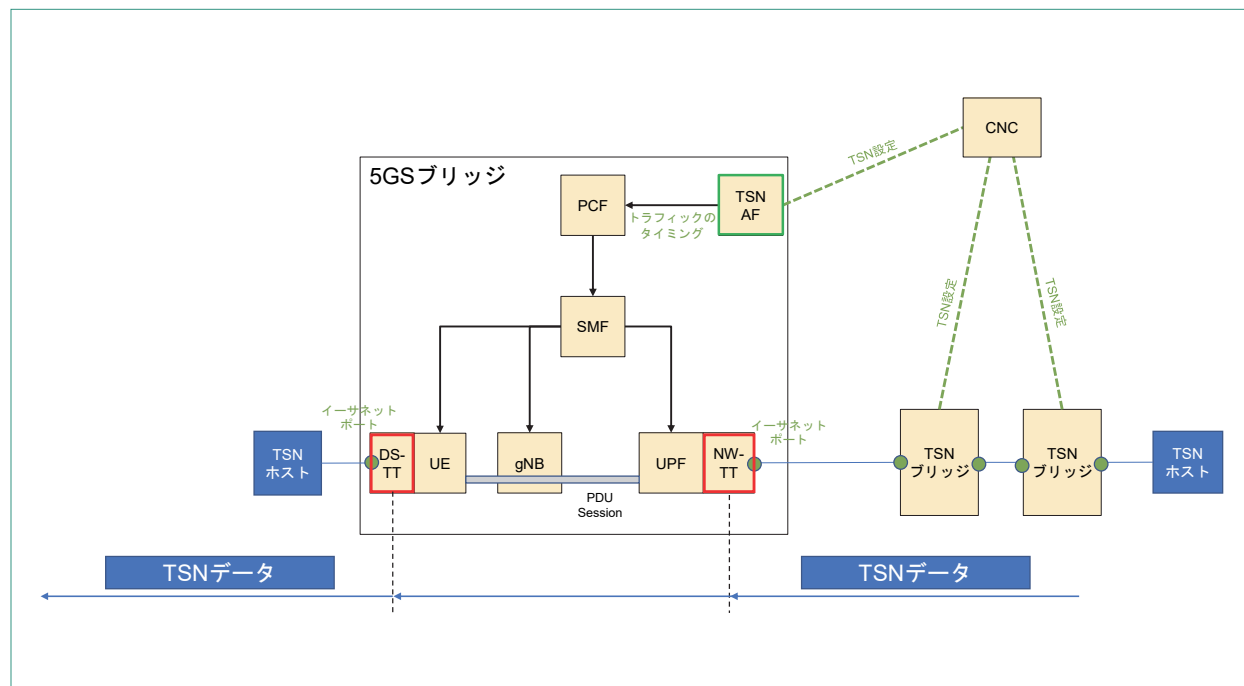 CNC
TSN設定
5GSブリッジ
PCF
TSN
AF
トラフィックの
タイミング
SMF
TSN設定
TSN設定
イーサネット
ポート
イーサネット
ポート
TSN
ホスト
DS-
TT
UE
gNB
UPF
NW-
TT
TSN
ブリッジ
TSN
ブリッジ
TSN
ホスト
PDU
Session
TSNデータ
TSNデータ